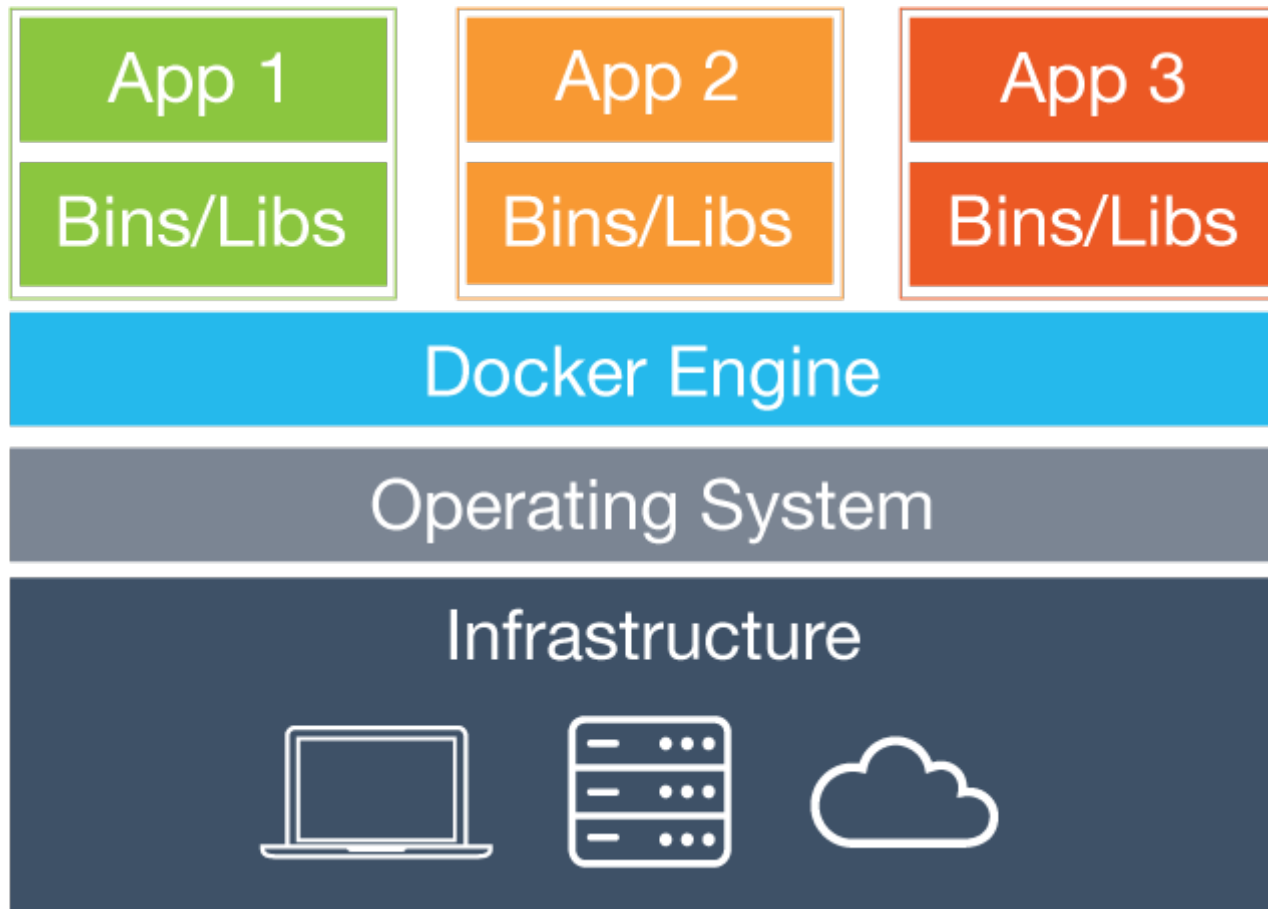 App 1
App 2
App 3
Bins/Libs
Bins/Libs
Bins/Libs
Docker Engine
Operating System
Infrastructure